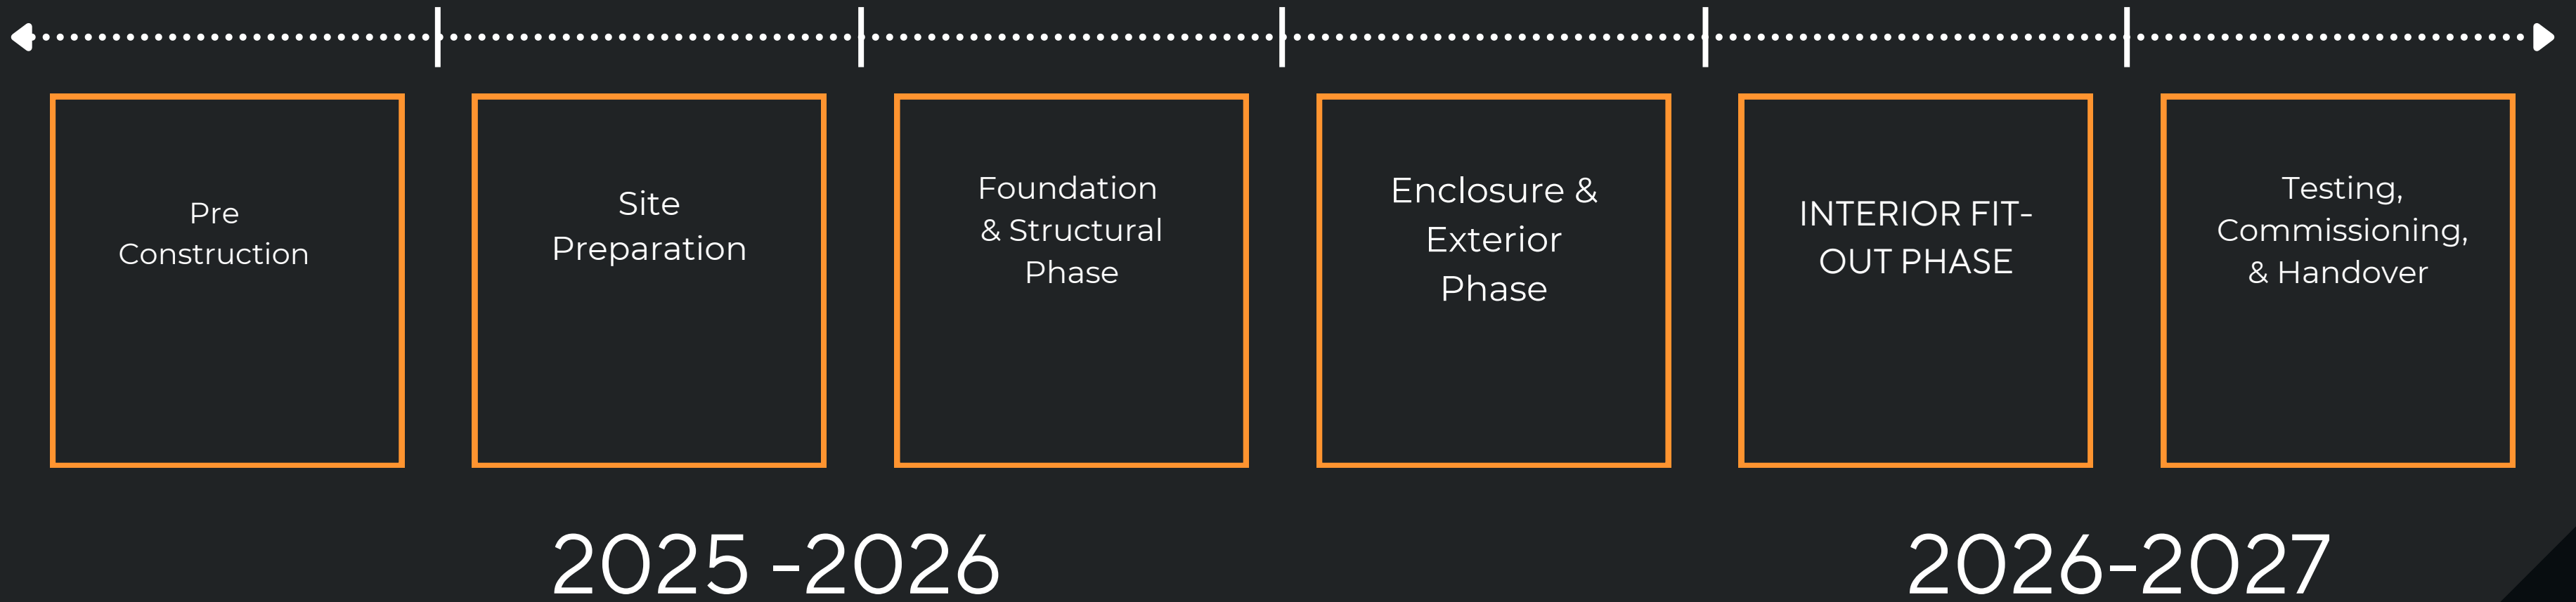 Pre
Construction
Site
Preparation
Foundation
& Structural
Phase
Enclosure &
Exterior
Phase
INTERIOR FIT-
OUT PHASE
Testing,
Commissioning,
& Handover
2025 -2026
2026-2027